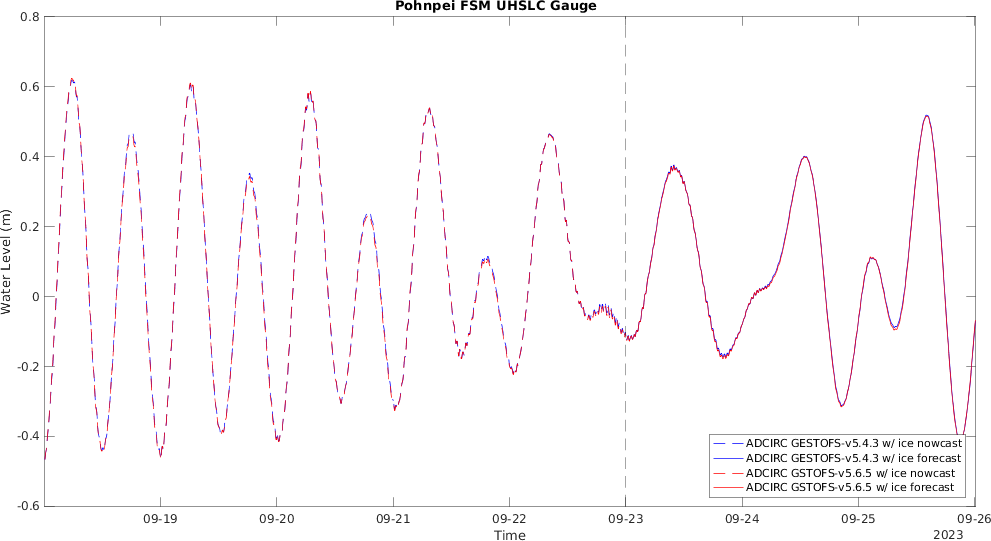 Pohnpei FSM UHSLC Gauge
0.8
0.6
0.4
0.2
0
-0.2
-0.4
-0.6
Water Level (m)
09-19
09-20
09-21
09-22
09-23
09-24
09-25
09-26
Time
2023
ADCIRC GESTOFS-v5.4.3 w/ ice nowcast
ADCIRC GESTOFS-v5.4.3 w/ ice forecast
ADCIRC GSTOFS-v5.6.5 w/ ice nowcast
ADCIRC GSTOFS-v5.6.5 w/ ice forecast